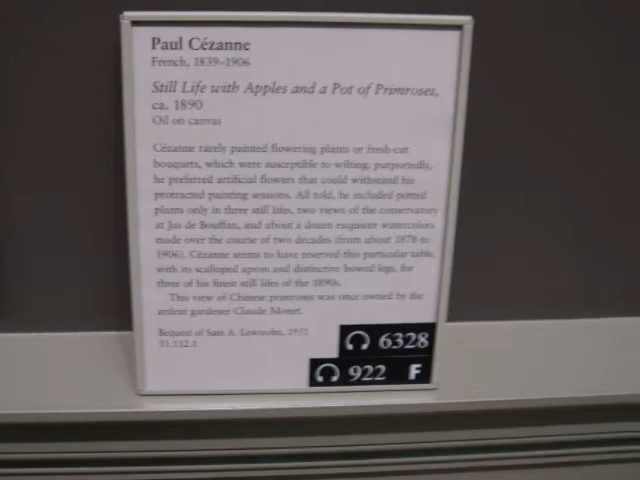 Paul Cézanne
French, 1839–1906
Still Life with Apples and a Pot of Primroses,
ca. 1890
Oil on canvas
Cézanne rarely painted flowering plants or fresh-cut
bouquets, which were susceptible to wilting; purportedly,
he preferred artificial flowers that could withstand his
protracted painting sessions. All told, he included potted
plants only in three still lifes, two views of the conservatory
at Jas de Bouffan, and about a dozen exquisite watercolors
made over the course of two decades (from about 1878 to
1906). Cézanne seems to have reserved this particular table,
with its scalloped apron and distinctive bowed legs, for
three of his finest still lifes of the 1890s.
This view of Chinese primroses was once owned by the
ardent gardener Claude Monet.
Bequest of Sam A. Lewisohn, 1951
51.112.1
6328
922 F